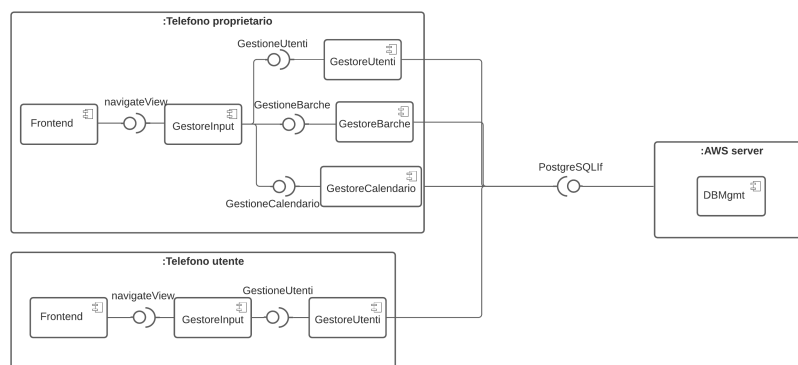 :Telefono proprietario
GestioneUtenti
GestoreUtenti
navigateView
GestioneBarche
Frontend
GestoreInput
GestoreBarche
GestioneCalendario
GestoreCalendario
PostgreSQLIf
:AWS server
DBMgmt
:Telefono utente
navigateView
GestioneUtenti
Frontend
GestoreInput
GestoreUtenti